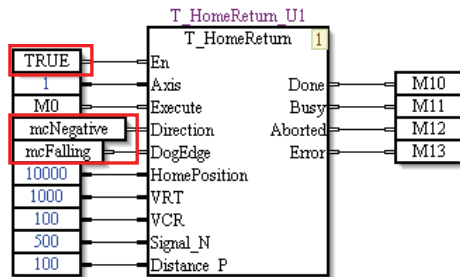 T_HomeReturn_U1
T_HomeReturn 1
TRUE En
1 Axis Done M10
M0 Execute Busy M11
mcNegative Direction Aborted M12
mcFalling DogEdge Error M13
10000 HomePosition
1000 VRT
100 VCR
500 Signal_N
100 Distance_P